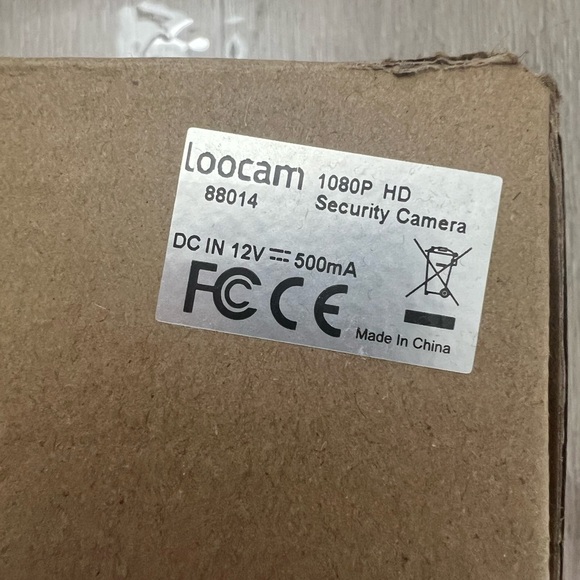 Loocam
1080P HD
88014
Security Camera
DC IN 12V ⎓ 500mA
FC CE
Made In China